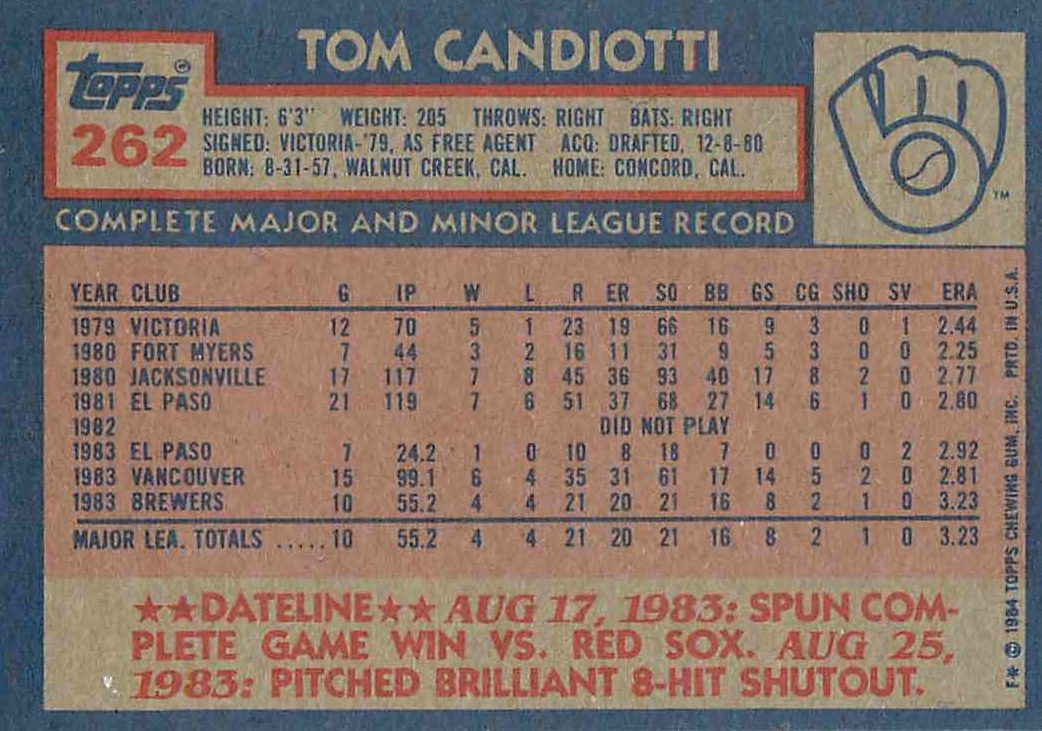 TOM CANDIOTTI
Topps
262
HEIGHT: 6'3" WEIGHT: 205 THROWS: RIGHT BATS: RIGHT
SIGNED: VICTORIA-'79, AS FREE AGENT ACQ: DRAFTED, 12-8-80
BORN: 8-31-57, WALNUT CREEK, CAL. HOME: CONCORD, CAL.
TM
COMPLETE MAJOR AND MINOR LEAGUE RECORD
YEAR CLUB G IP W L R ER SO BB GS CG SHO SV ERA
1979 VICTORIA 12 70 5 1 23 19 66 16 9 3 0 1 2.44
1980 FORT MYERS 7 44 3 2 16 11 31 9 5 3 0 0 2.25
1980 JACKSONVILLE 17 117 7 8 45 36 93 40 17 8 2 0 2.77
1981 EL PASO 21 119 7 6 51 37 68 27 14 6 1 0 2.80
1982 DID NOT PLAY
1983 EL PASO 7 24.2 1 0 10 8 18 7 0 0 0 2 2.92
1983 VANCOUVER 15 99.1 6 4 35 31 61 17 14 5 2 0 2.81
1983 BREWERS 10 55.2 4 4 21 20 21 16 8 2 1 0 3.23
MAJOR LEA. TOTALS ..... 10 55.2 4 4 21 20 21 16 8 2 1 0 3.23
★★DATELINE★★ AUG 17, 1983: SPUN COM-
PLETE GAME WIN VS. RED SOX. AUG 25,
1983: PITCHED BRILLIANT 8-HIT SHUTOUT.
F* © 1984 TOPPS CHEWING GUM, INC. PRTD. IN U.S.A.